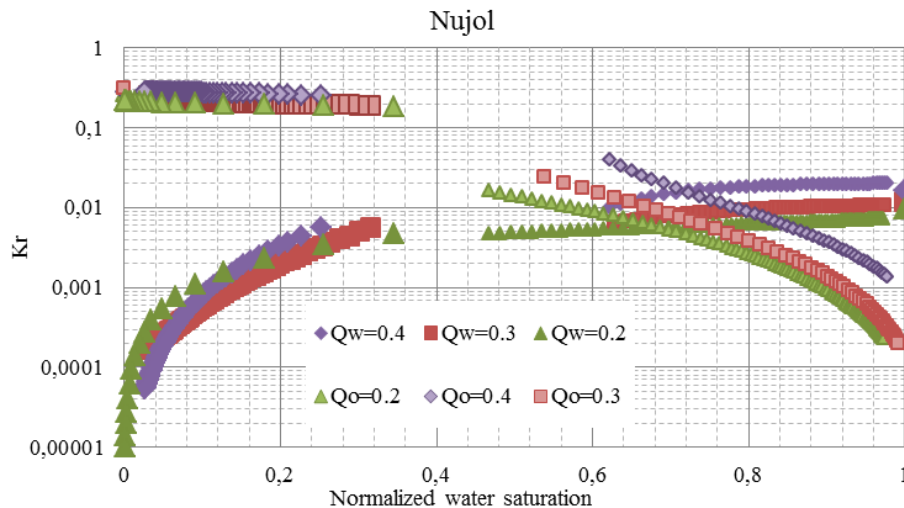 Nujol
1
0,1
0,01
0,001
0,0001
0,00001
Kr
Qw=0.4 Qw=0.3 Qw=0.2
Qo=0.2 Qo=0.4 Qo=0.3
0 0,2 0,4 0,6 0,8 1
Normalized water saturation